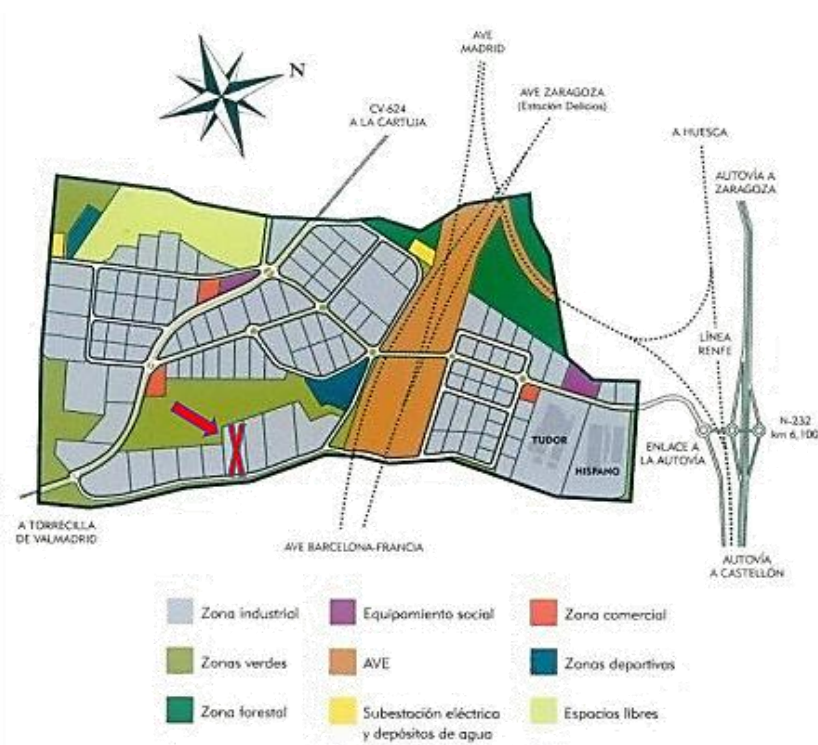 AVE
MADRID
N
AVE ZARAGOZA
(Estación Delicias)
CV-624
A LA CARTUJA
A HUESCA
AUTOVÍA A
ZARAGOZA
LÍNEA
RENFE
N-232
km 6,100
TUDOR
HISPANO
ENLACE A
LA AUTOVÍA
A TORRECILLA
DE VALMADRID
AVE BARCELONA-FRANCIA
AUTOVÍA
A CASTELLÓN
Zona industrial
Equipamiento social
Zona comercial
Zonas verdes
AVE
Zonas deportivas
Zona forestal
Subestación eléctrica
y depósitos de agua
Espacios libres